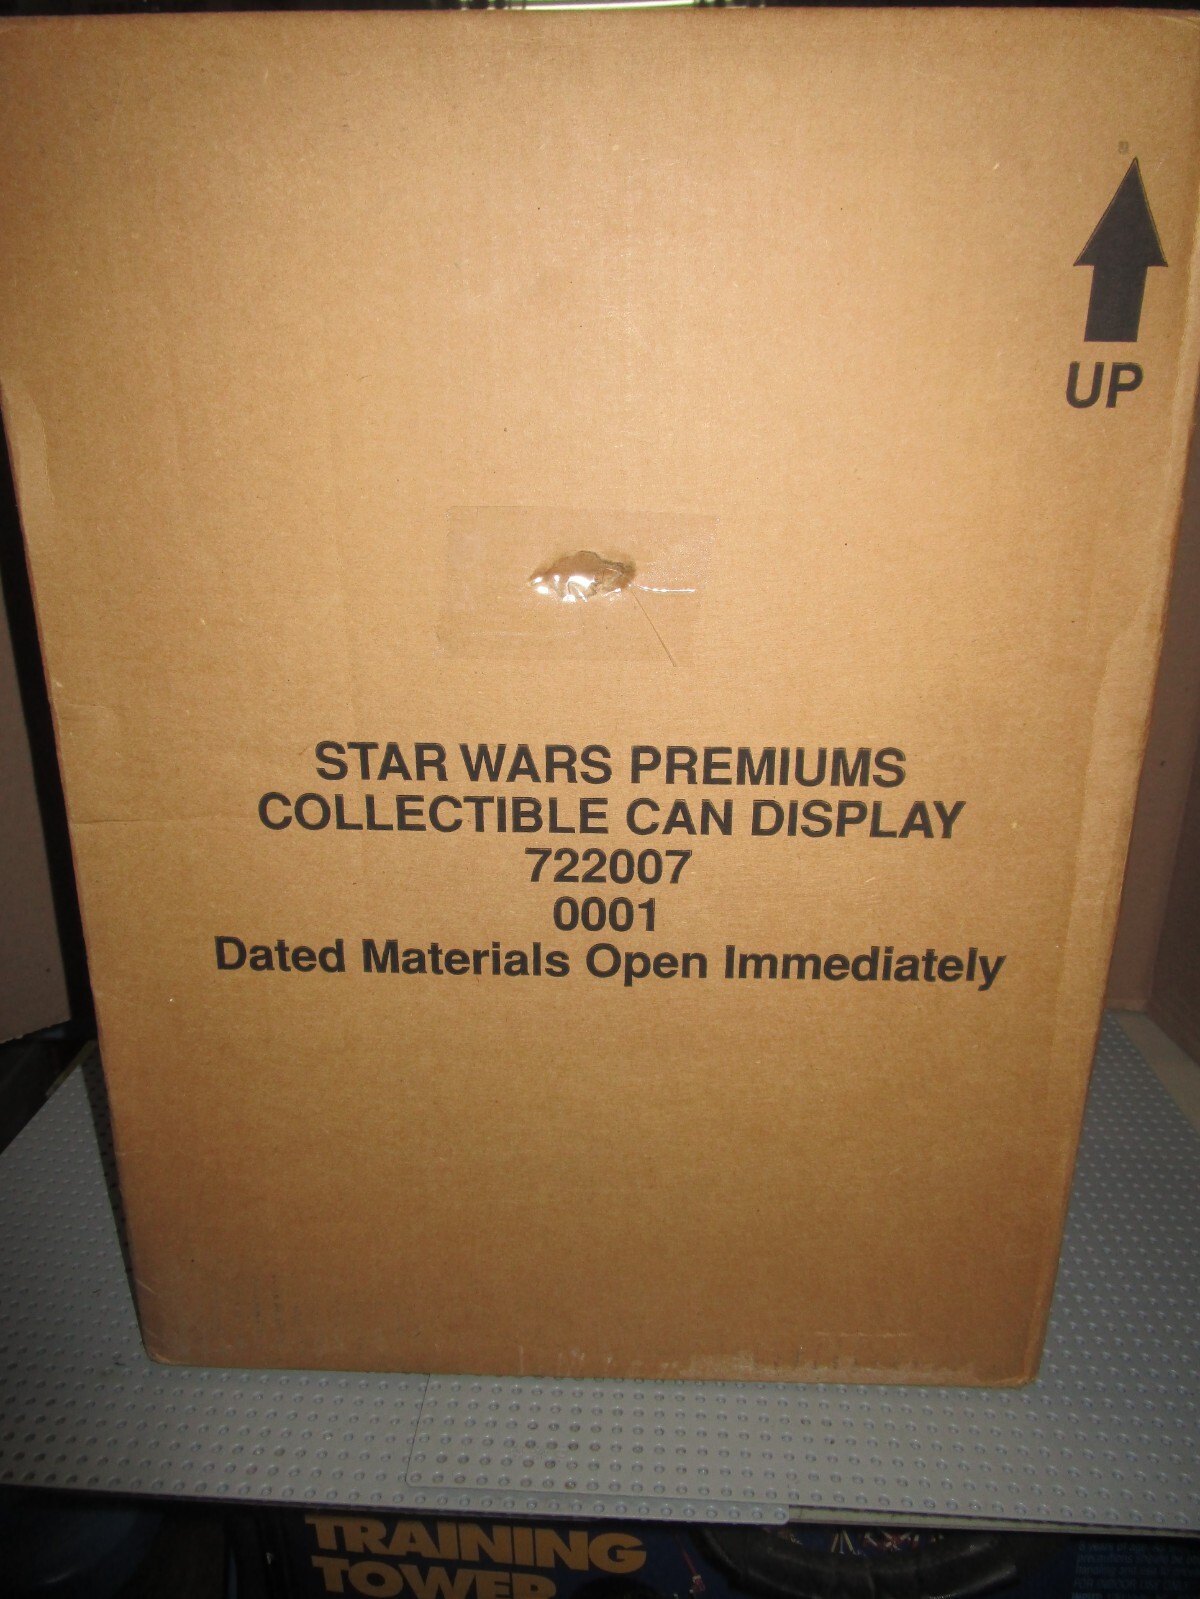 UP
STAR WARS PREMIUMS
COLLECTIBLE CAN DISPLAY
722007
0001
Dated Materials Open Immediately
TRAINING
TOWER